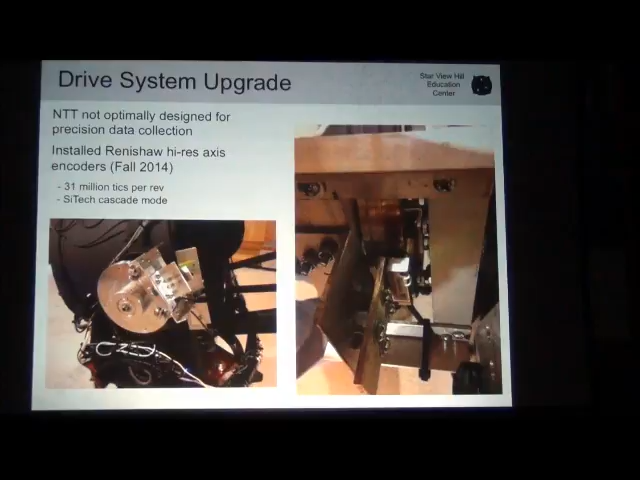 Drive System Upgrade
Star View Hill
Education
Center
NTT not optimally designed for
precision data collection
Installed Renishaw hi-res axis
encoders (Fall 2014)
- 31 million tics per rev
- SiTech cascade mode